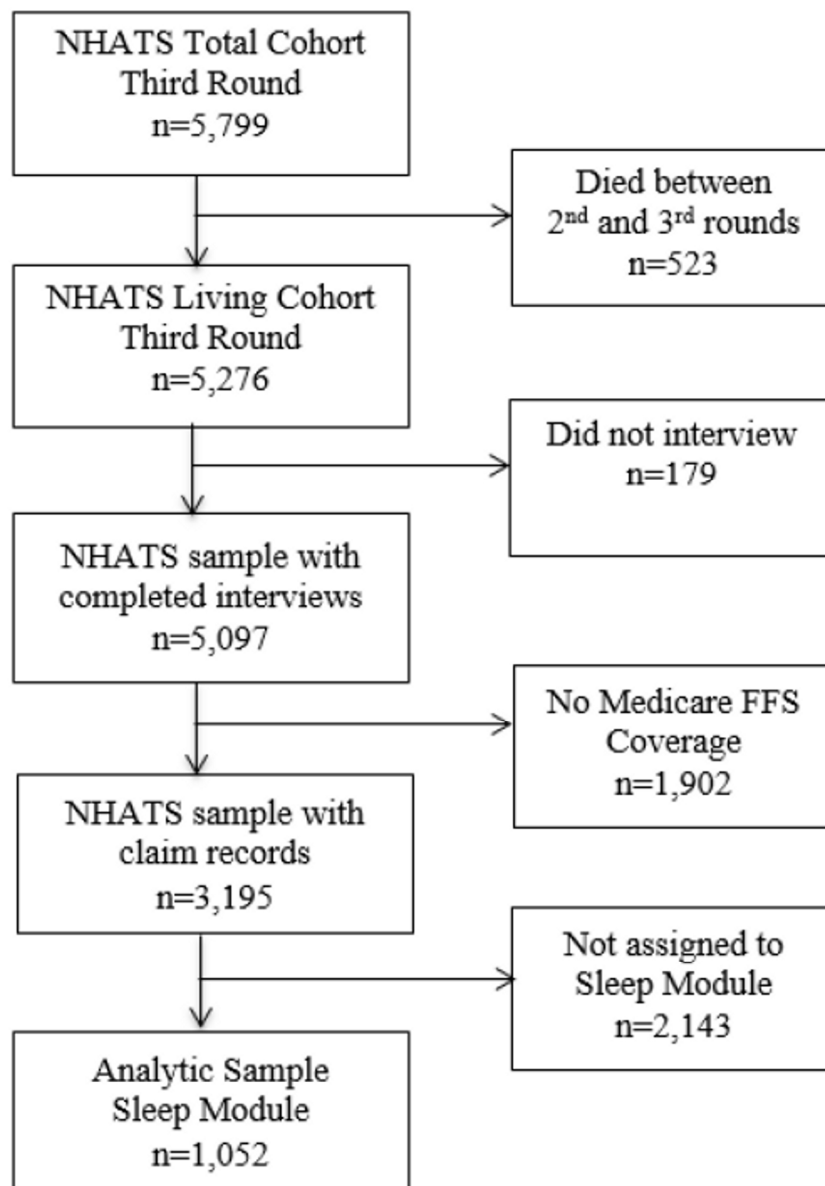 NHATS Total Cohort
Third Round
n=5,799
Died between
2nd and 3rd rounds
n=523
NHATS Living Cohort
Third Round
n=5,276
Did not interview
n=179
NHATS sample with
completed interviews
n=5,097
No Medicare FFS
Coverage
n=1,902
NHATS sample with
claim records
n=3,195
Not assigned to
Sleep Module
n=2,143
Analytic Sample
Sleep Module
n=1,052